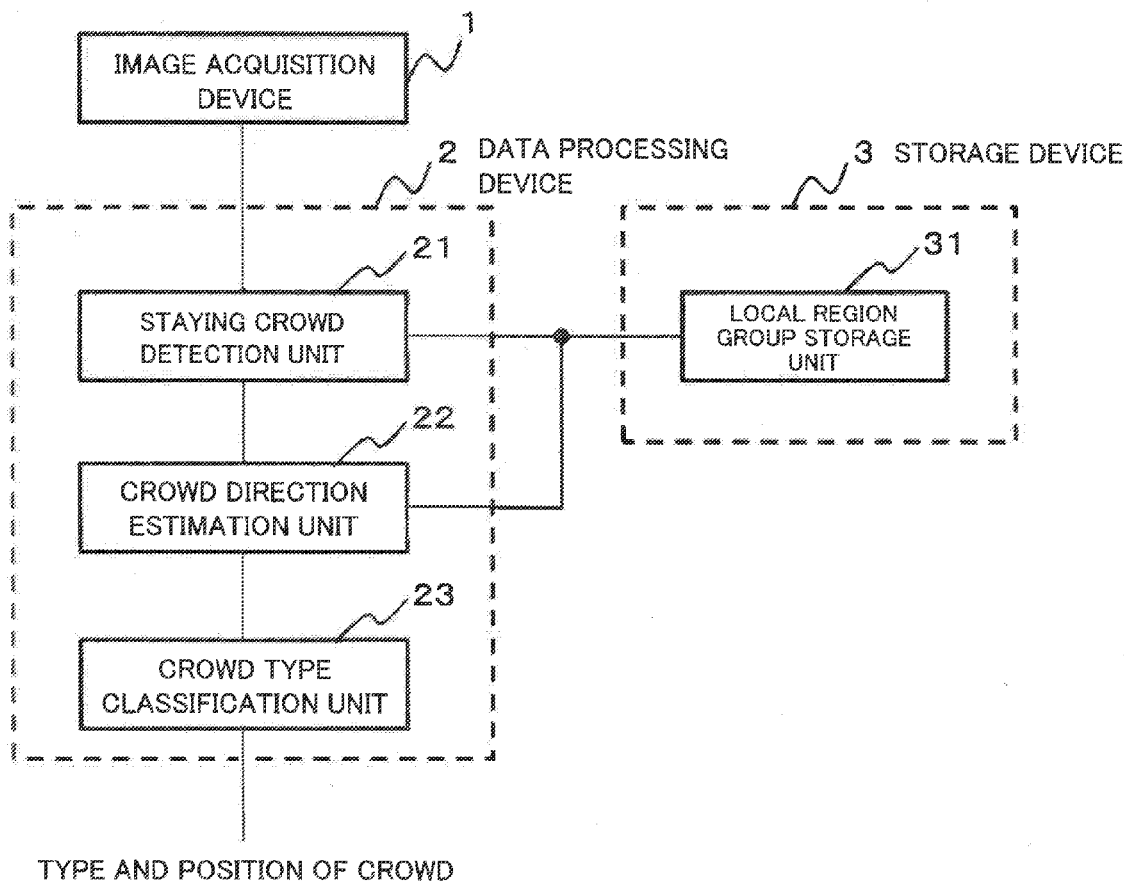 1
IMAGE ACQUISITION
DEVICE
2 DATA PROCESSING
DEVICE
3 STORAGE DEVICE
21
STAYING CROWD
DETECTION UNIT
31
LOCAL REGION
GROUP STORAGE
UNIT
22
CROWD DIRECTION
ESTIMATION UNIT
23
CROWD TYPE
CLASSIFICATION UNIT
TYPE AND POSITION OF CROWD